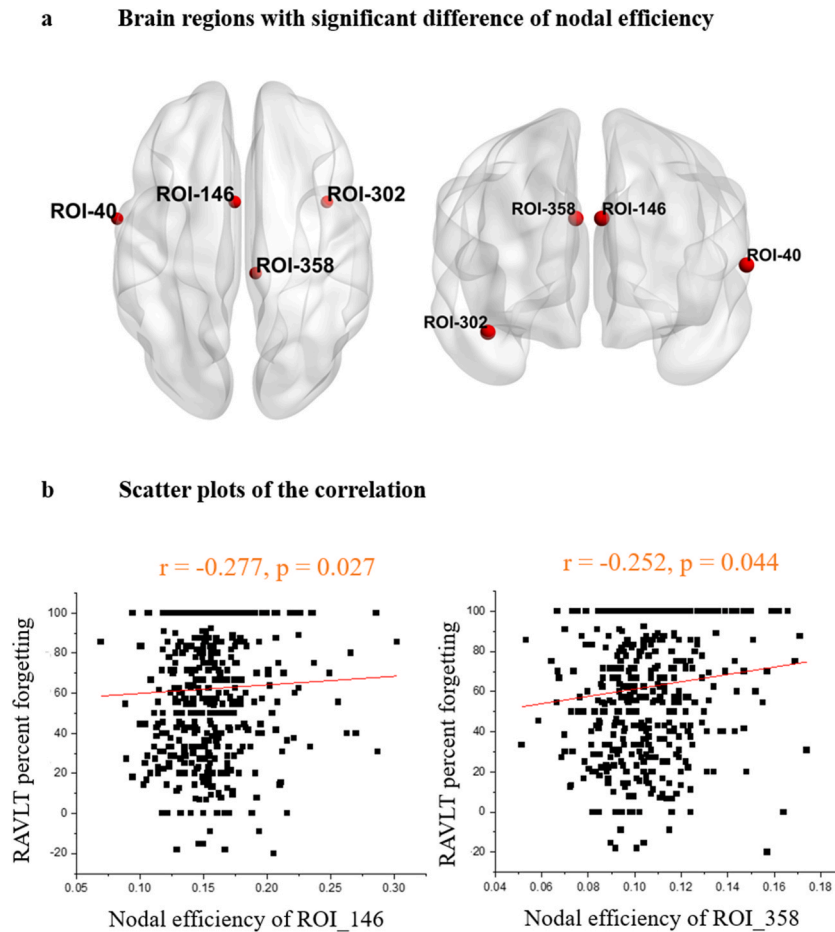 a Brain regions with significant difference of nodal efficiency
ROI-40
ROI-146
ROI-302
ROI-358
ROI-358
ROI-146
ROI-40
ROI-302
b Scatter plots of the correlation
r = -0.277, p = 0.027
RAVLT percent forgetting
100
80
60
40
20
0
-20
0.05 0.10 0.15 0.20 0.25 0.30
Nodal efficiency of ROI_146
r = -0.252, p = 0.044
RAVLT percent forgetting
100
80
60
40
20
0
-20
0.04 0.06 0.08 0.10 0.12 0.14 0.16 0.18
Nodal efficiency of ROI_358